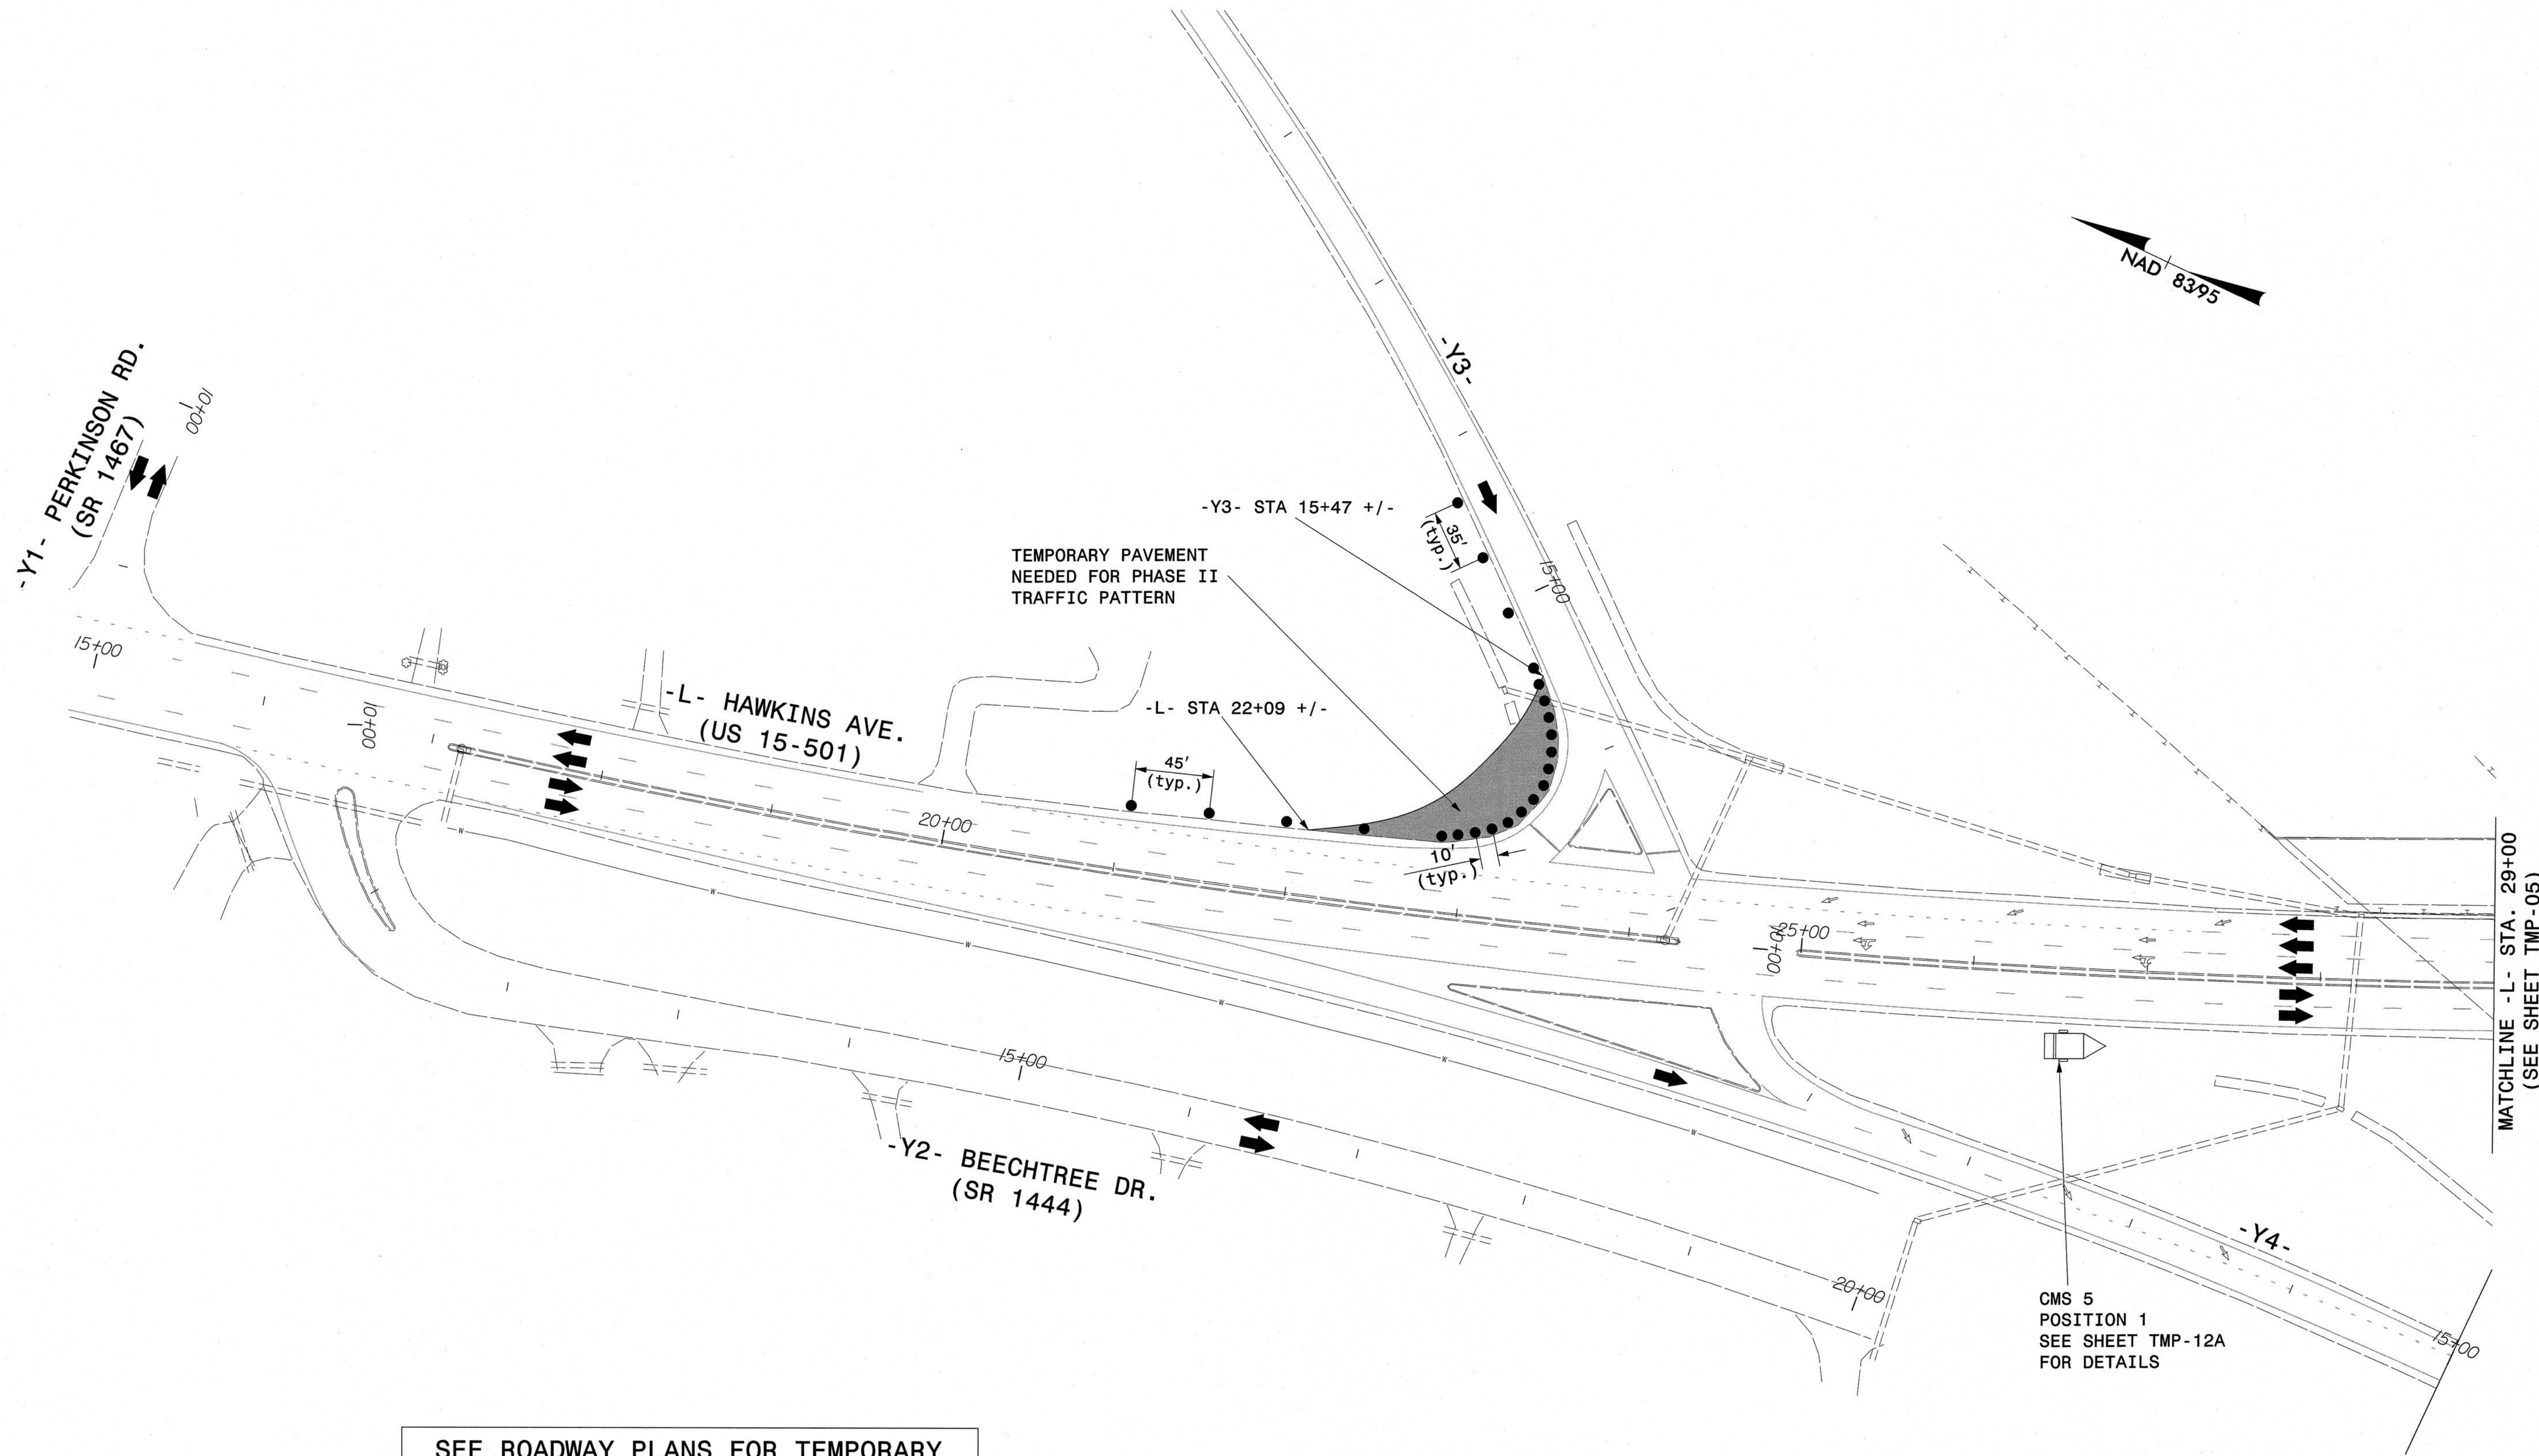 -Y1- PERKINSON RD.
(SR 1467)
10+00
15+00
10+00
-L- HAWKINS AVE.
(US 15-501)
45'
(typ.)
20+00
-L- STA 22+09 +/-
TEMPORARY PAVEMENT
NEEDED FOR PHASE II
TRAFFIC PATTERN
-Y3- STA 15+47 +/-
35'
(typ.)
-Y3-
15+00
10'
(typ.)
NAD 83/95
10+00
25+00
MATCHLINE -L- STA. 29+00
(SEE SHEET TMP-05)
W
W
W
W
W
W
15+00
-Y2- BEECHTREE DR.
(SR 1444)
20+00
-Y4-
15+00
CMS 5
POSITION 1
SEE SHEET TMP-12A
FOR DETAILS
SEE ROADWAY PLANS FOR TEMPORARY